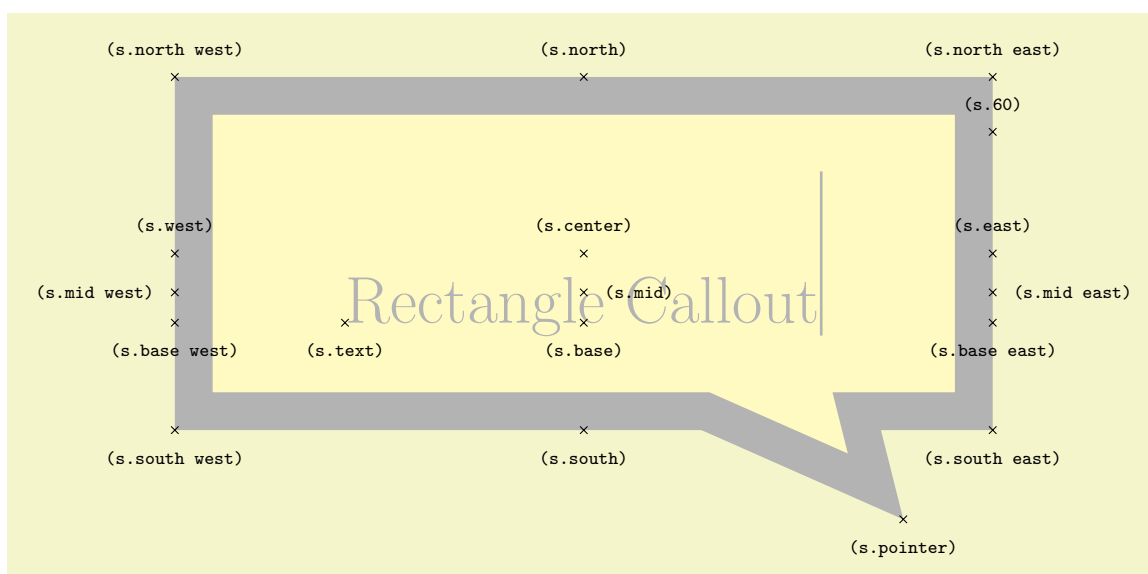 (s.north west) (s.north) (s.north east)
(s.60)
(s.west) (s.center) (s.east)
(s.mid west) (s.mid) (s.mid east)
Rectangle Callout
(s.base west) (s.text) (s.base) (s.base east)
(s.south west) (s.south) (s.south east)
(s.pointer)